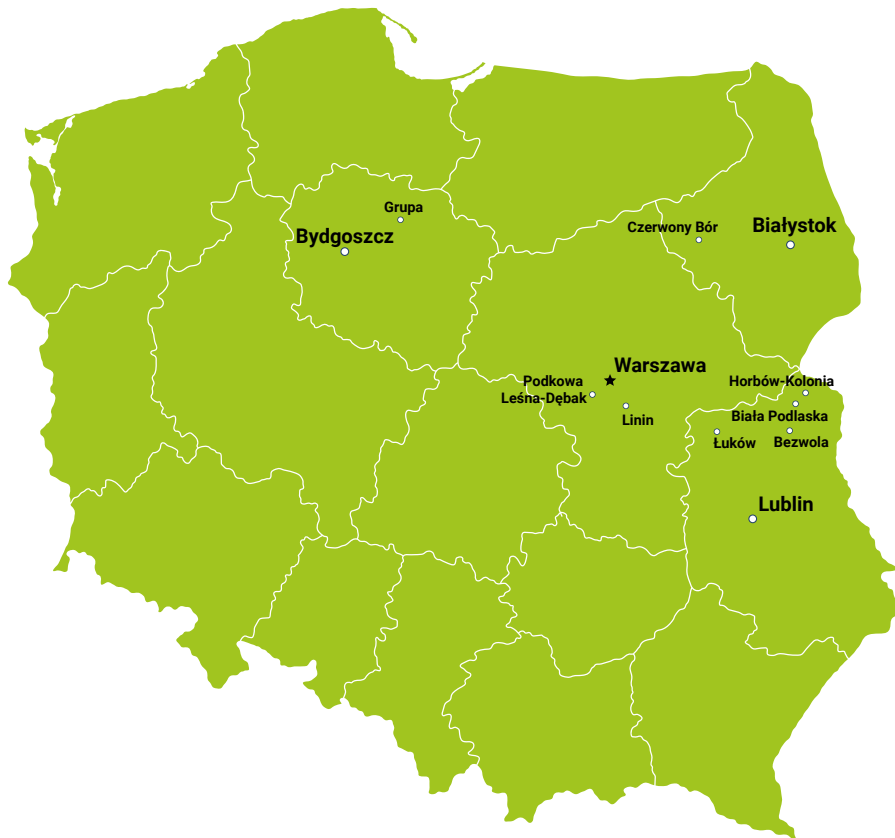 Grupa
Bydgoszcz
Czerwony Bór
Białystok
Warszawa
Podkowa
Leśna-Dębak
Linin
Horbów-Kolonia
Biała Podlaska
Łuków
Bezwola
Lublin